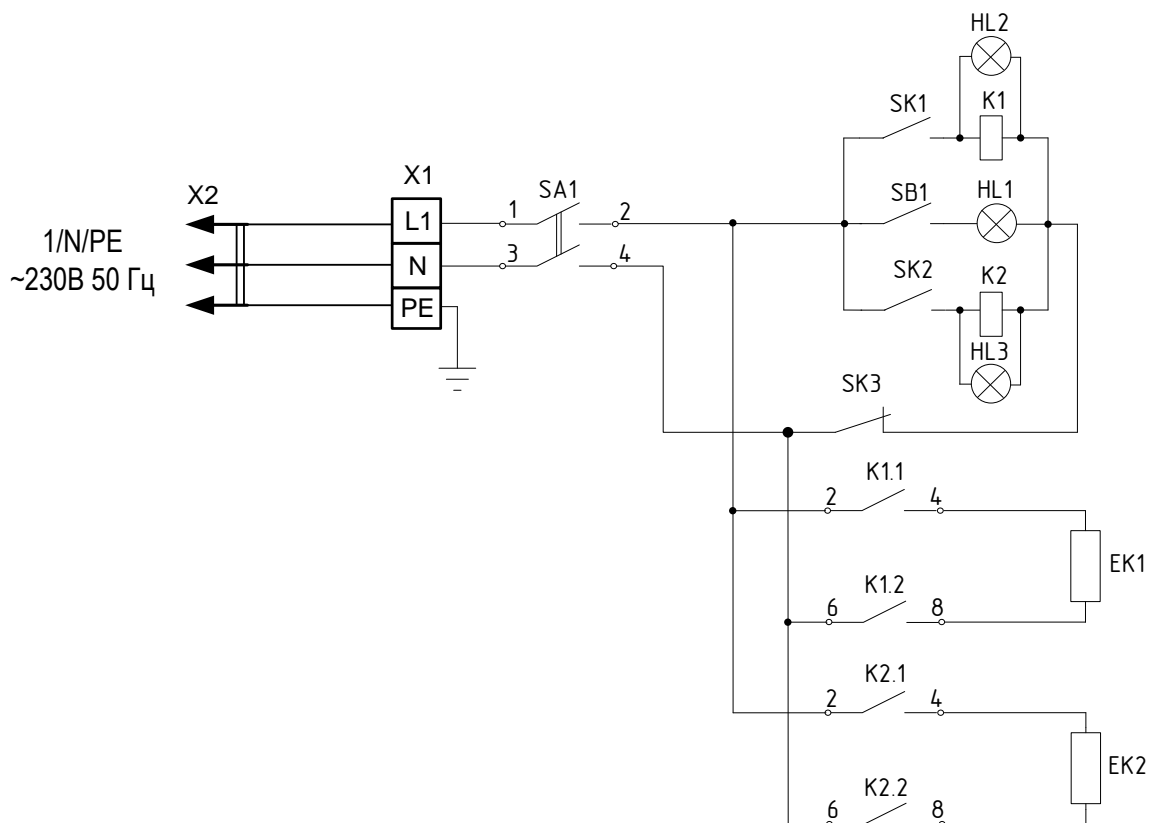 HL2
SK1
K1
X1
X2
SA1
SB1
HL1
L1
1
2
1/N/PE
~230В 50 Гц
N
3
4
SK2
K2
PE
HL3
SK3
K1.1
2
4
EK1
K1.2
6
8
K2.1
2
4
EK2
K2.2
6
8